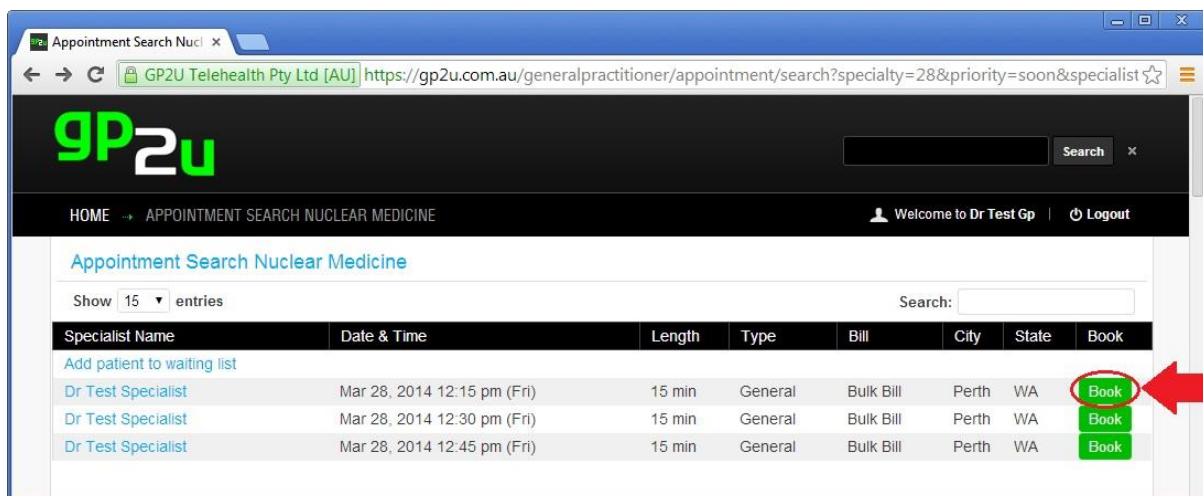 gp2u Appointment Search Nucl ×
GP2U Telehealth Pty Ltd [AU] https://gp2u.com.au/generalpractitioner/appointment/search?specialty=28&priority=soon&specialist
gp2u
Search ×
HOME APPOINTMENT SEARCH NUCLEAR MEDICINE Welcome to Dr Test Gp | Logout
Appointment Search Nuclear Medicine
Show 15 entries Search:
Specialist Name Date & Time Length Type Bill City State Book
Add patient to waiting list
Dr Test Specialist Mar 28, 2014 12:15 pm (Fri) 15 min General Bulk Bill Perth WA Book
Dr Test Specialist Mar 28, 2014 12:30 pm (Fri) 15 min General Bulk Bill Perth WA Book
Dr Test Specialist Mar 28, 2014 12:45 pm (Fri) 15 min General Bulk Bill Perth WA Book